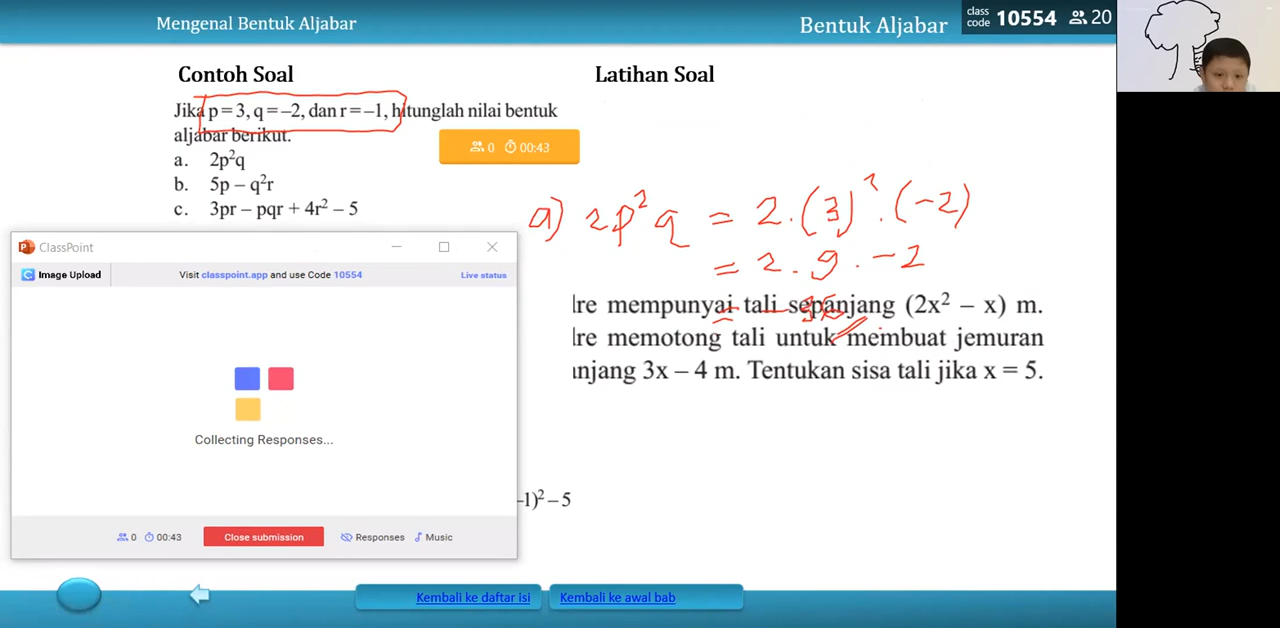 Mengenal Bentuk Aljabar
Bentuk Aljabar
class code 10554 20
Contoh Soal
Jika p = 3, q = –2, dan r = –1, hitunglah nilai bentuk
aljabar berikut.
a. 2p²q
b. 5p – q²r
c. 3pr – pqr + 4r² – 5
0 00:43
Latihan Soal
a) 2p²q = 2.(3)².(-2)
= 2.9.-2
=
dre mempunyai tali sepanjang (2x² – x) m.
dre memotong tali untuk membuat jemuran
anjang 3x – 4 m. Tentukan sisa tali jika x = 5.
–1)² – 5
ClassPoint
Image Upload
Visit classpoint.app and use Code 10554
Live status
Collecting Responses...
0 00:43
Close submission
Responses
Music
Kembali ke daftar isi
Kembali ke awal bab